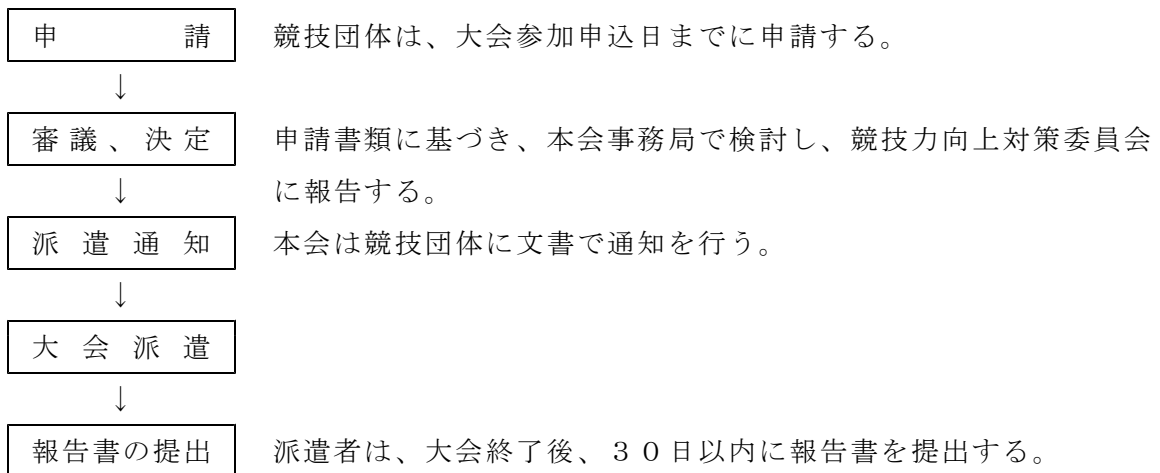 申請 競技団体は、大会参加申込日までに申請する。
↓
審議、決定 申請書類に基づき、本会事務局で検討し、競技力向上対策委員会
↓ に報告する。
派遣通知 本会は競技団体に文書で通知を行う。
↓
大会派遣
↓
報告書の提出 派遣者は、大会終了後、30日以内に報告書を提出する。